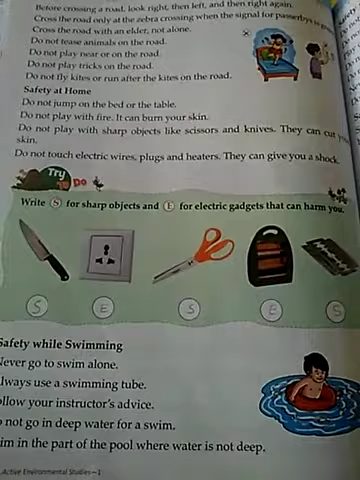 Before crossing a road, look right, then left, and then right again.
Cross the road only at the zebra crossing when the signal for passerby is
Cross the road with an elder, not alone.
Do not tease animals on the road.
Do not play near or on the road.
Do not play tricks on the road.
Do not fly kites or run after the kites on the road.
Safety at Home
Do not jump on the bed or the table.
Do not play with fire. It can burn your skin.
Do not play with sharp objects like scissors and knives. They can cut
skin.
Do not touch electric wires, plugs and heaters. They can give you a shock.
Try to Do
Write S for sharp objects and E for electric gadgets that can harm you.
S E S E S
Safety while Swimming
Never go to swim alone.
lways use a swimming tube.
ollow your instructor's advice.
o not go in deep water for a swim.
im in the part of the pool where water is not deep.
Active Environmental Studies—1